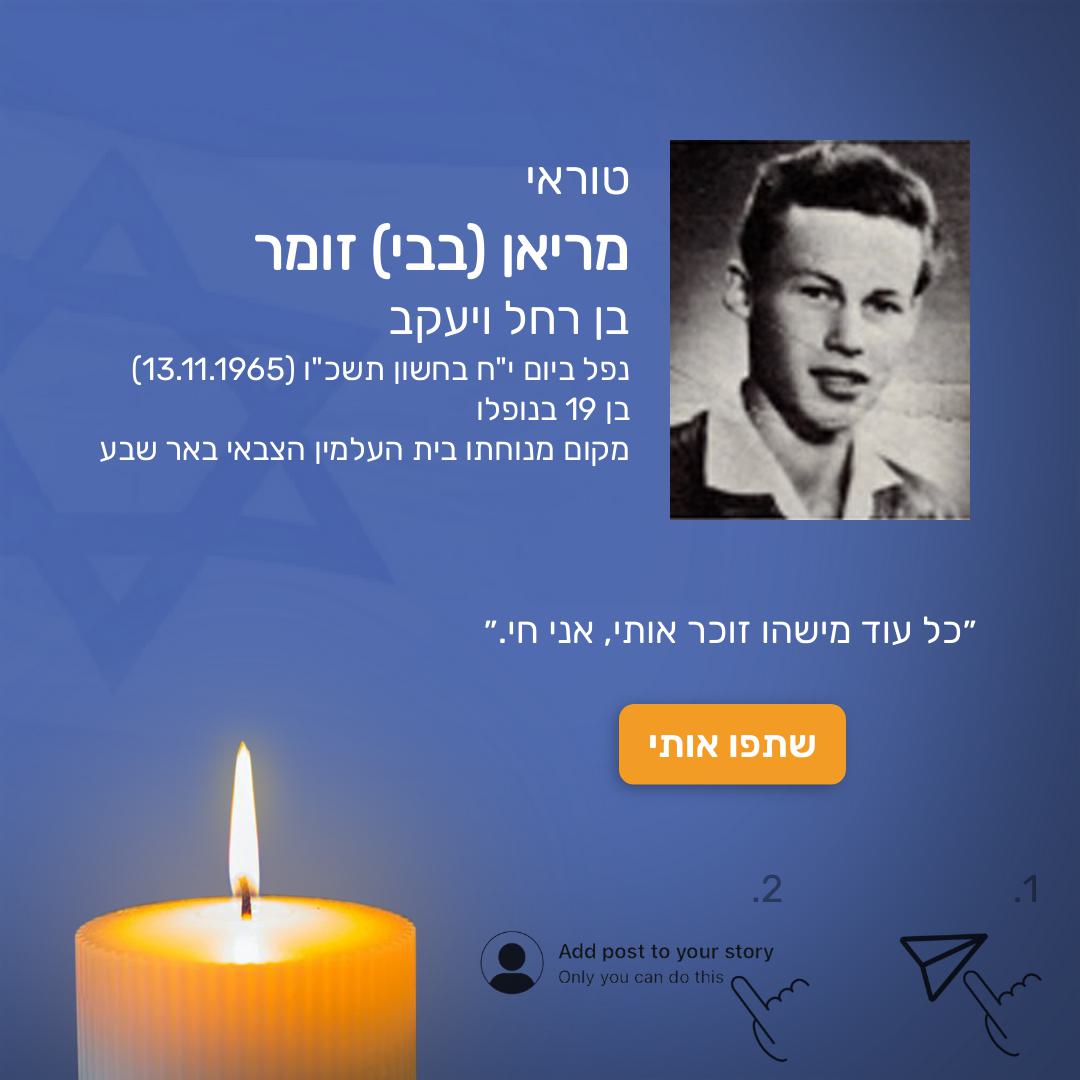 טוראי
מריאן (בבי) זומר
בן רחל ויעקב
נפל ביום י"ח בחשון תשכ"ו (13.11.1965)
בן 19 בנופלו
מקום מנוחתו בית העלמין הצבאי באר שבע
״כל עוד מישהו זוכר אותי, אני חי.״
שתפו אותי
1.
2.
Add post to your story
Only you can do this